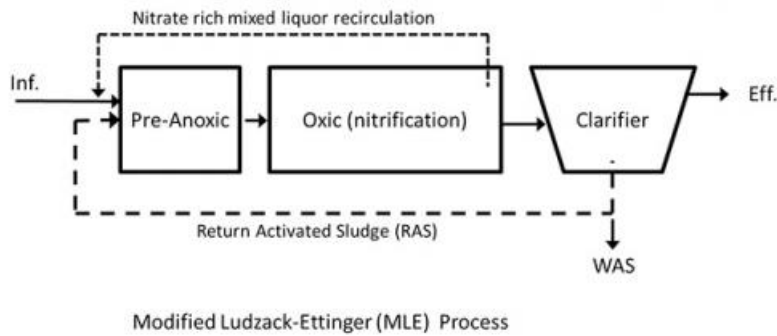 Nitrate rich mixed liquor recirculation
Inf.
Pre-Anoxic
Oxic (nitrification)
Clarifier
Eff.
Return Activated Sludge (RAS)
WAS
Modified Ludzack-Ettinger (MLE) Process